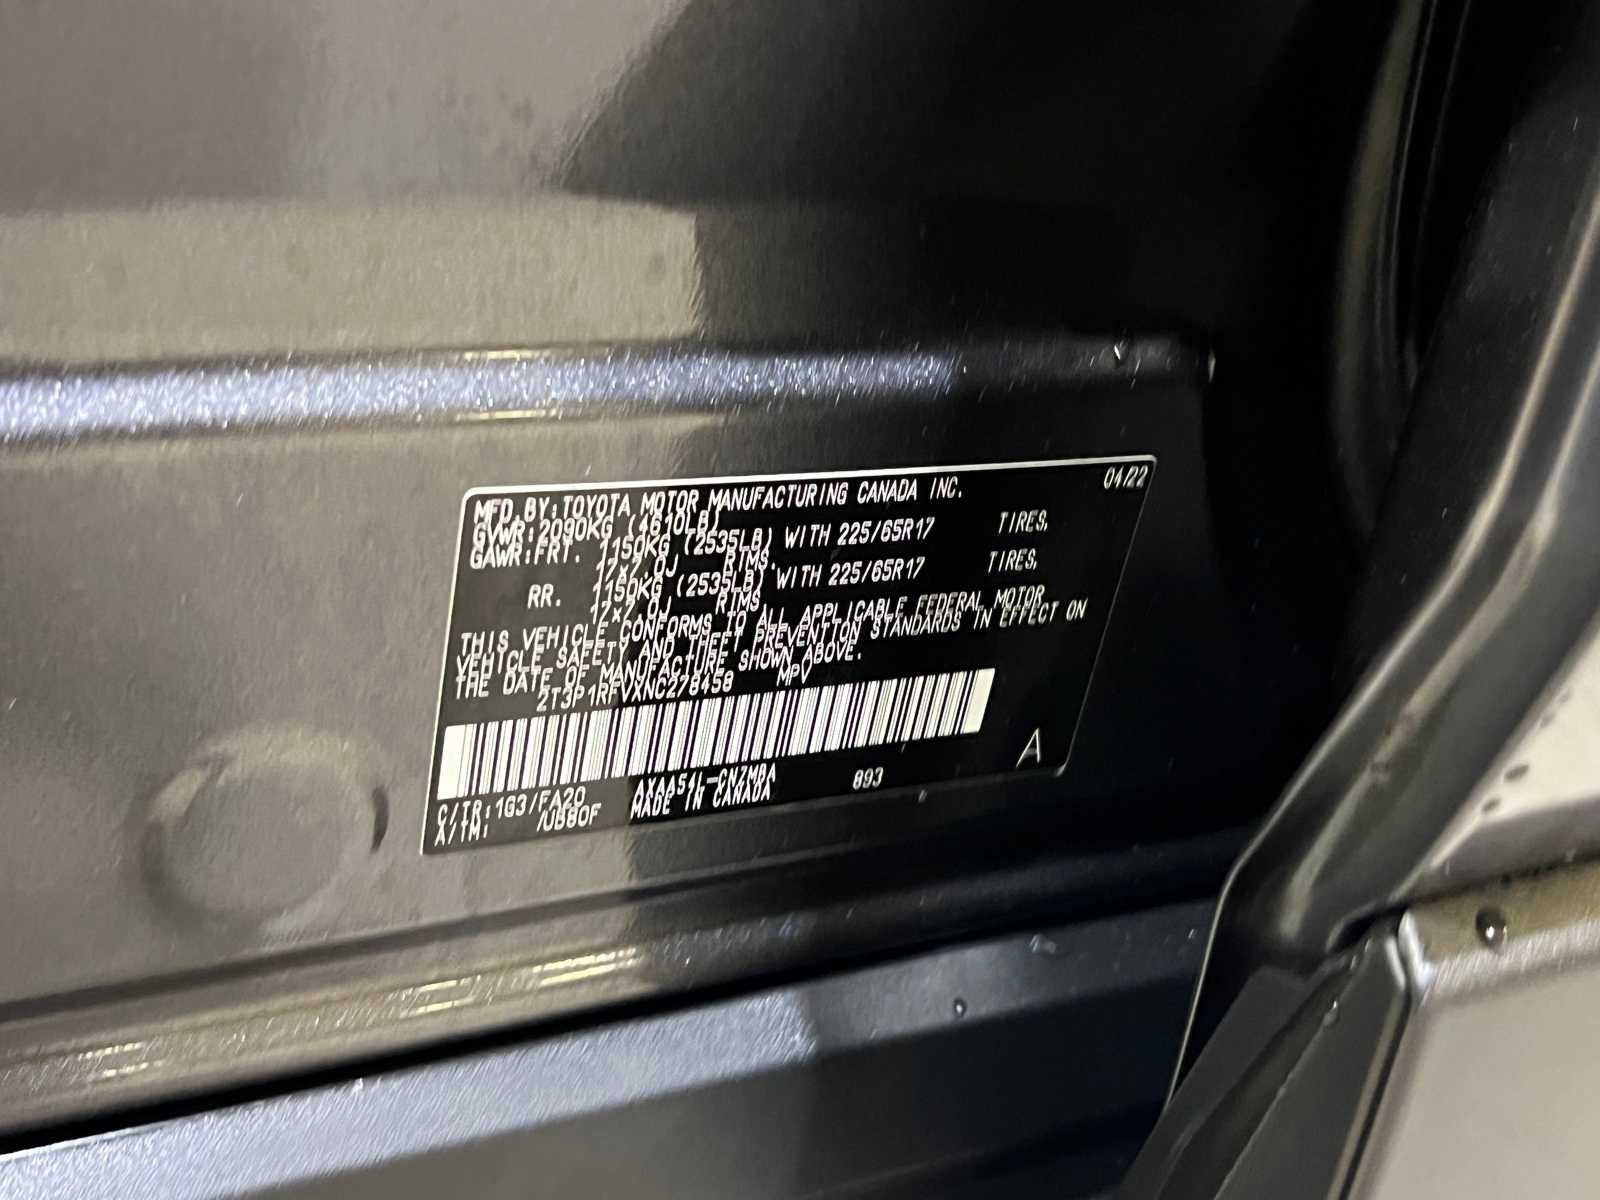 04/22
MFD.BY:TOYOTA MOTOR MANUFACTURING CANADA INC.
GVWR:2090KG (4610LB)
GAWR:FRT. 1150KG (2535LB) WITH 225/65R17 TIRES,
17x7.0J RIMS.
RR. 1150KG (2535LB) WITH 225/65R17 TIRES,
17x7.0J RIMS.
THIS VEHICLE CONFORMS TO ALL APPLICABLE FEDERAL MOTOR
VEHICLE SAFETY AND THEFT PREVENTION STANDARDS IN EFFECT ON
THE DATE OF MANUFACTURE SHOWN ABOVE.
2T3P1RFVXNC278458 MPV
A
C/TR:1G3/FA20 AXAA54L-CNZMBA 893
A/TM: /UB80F MADE IN CANADA